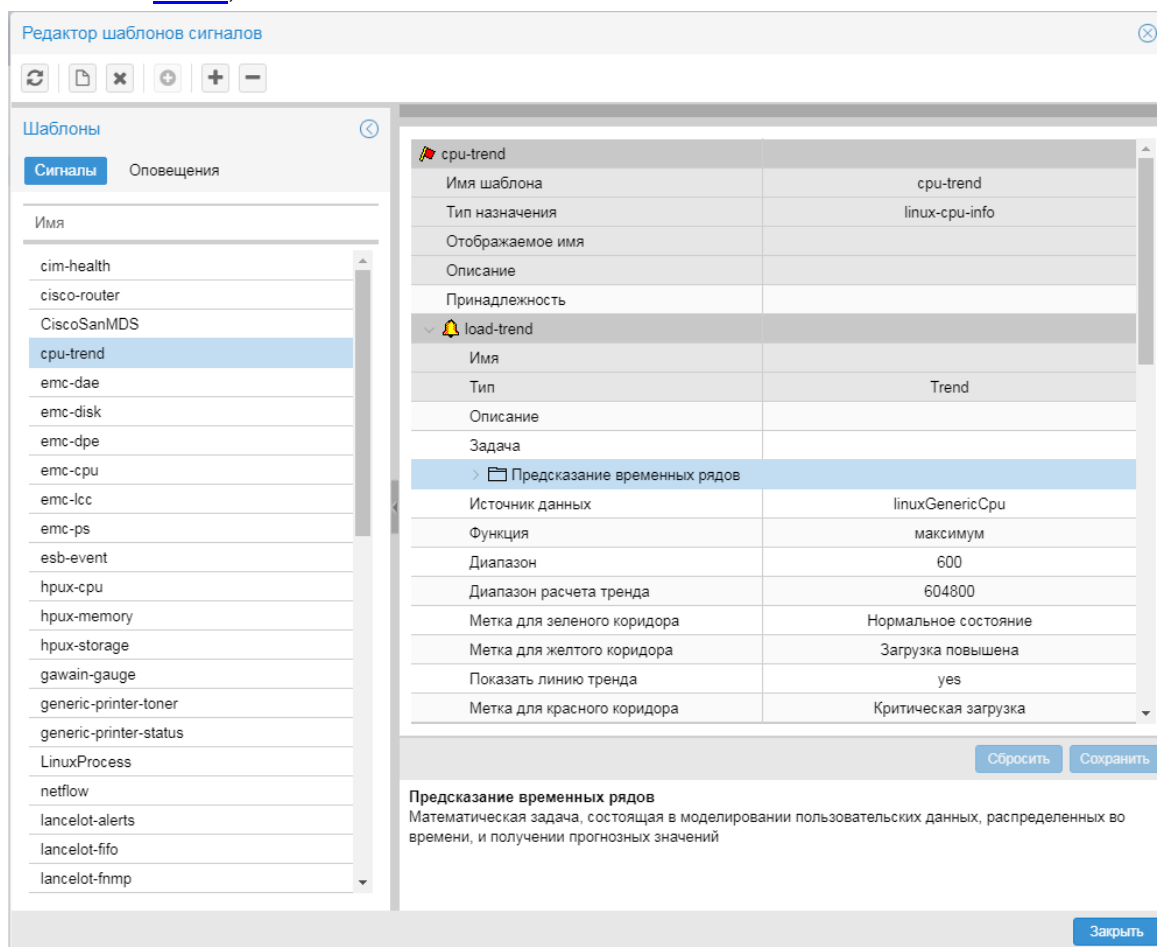 Редактор шаблонов сигналов
Шаблоны
Сигналы Оповещения
Имя
cim-health
cisco-router
CiscoSanMDS
cpu-trend
emc-dae
emc-disk
emc-dpe
emc-cpu
emc-lcc
emc-ps
esb-event
hpux-cpu
hpux-memory
hpux-storage
gawain-gauge
generic-printer-toner
generic-printer-status
LinuxProcess
netflow
lancelot-alerts
lancelot-fifo
lancelot-fnmp
cpu-trend
Имя шаблона cpu-trend
Тип назначения linux-cpu-info
Отображаемое имя
Описание
Принадлежность
load-trend
Имя
Тип Trend
Описание
Задача
Предсказание временных рядов
Источник данных linuxGenericCpu
Функция максимум
Диапазон 600
Диапазон расчета тренда 604800
Метка для зеленого коридора Нормальное состояние
Метка для желтого коридора Загрузка повышена
Показать линию тренда yes
Метка для красного коридора Критическая загрузка
Сбросить Сохранить
Предсказание временных рядов
Математическая задача, состоящая в моделировании пользовательских данных, распределенных во
времени, и получении прогнозных значений
Закрыть